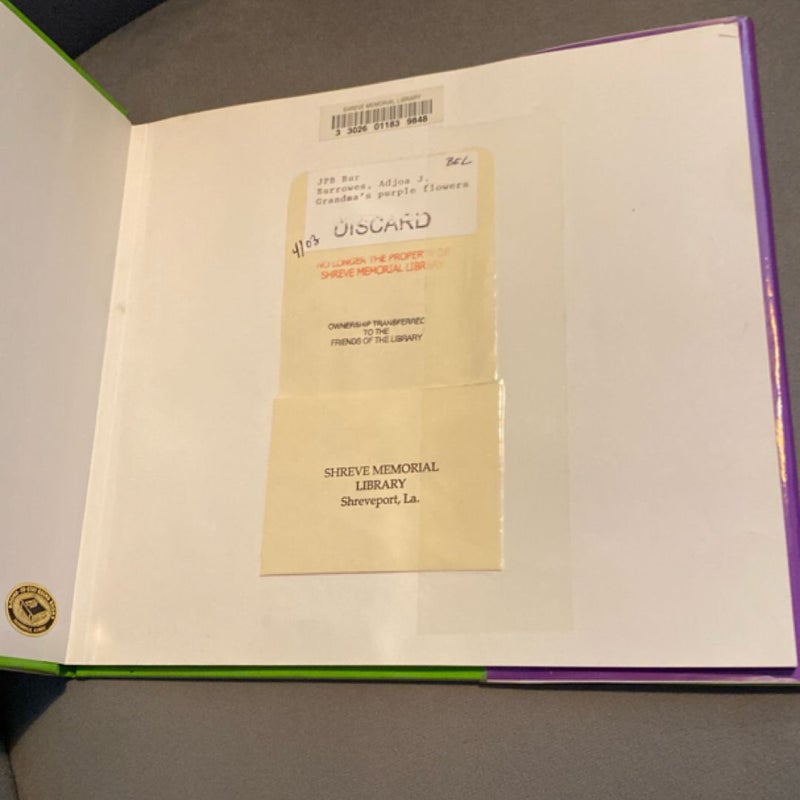 SHREVE MEMORIAL LIBRARY
3 3026 01183 9848
BEL
JPB Bur
Burrowes, Adjoa J.
Grandma's purple flowers
DISCARD
4/03
NO LONGER THE PROPERTY OF
SHREVE MEMORIAL LIBRARY
OWNERSHIP TRANSFERRED
TO THE
FRIENDS OF THE LIBRARY
SHREVE MEMORIAL
LIBRARY
Shreveport, La.